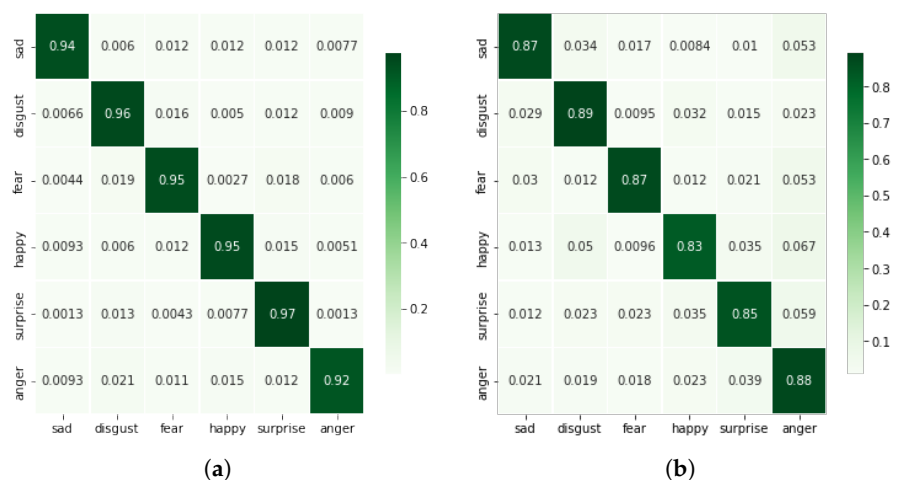 sad 0.94 0.006 0.012 0.012 0.012 0.0077
disgust 0.0066 0.96 0.016 0.005 0.012 0.009
fear 0.0044 0.019 0.95 0.0027 0.018 0.006
happy 0.0093 0.006 0.012 0.95 0.015 0.0051
surprise 0.0013 0.013 0.0043 0.0077 0.97 0.0013
anger 0.0093 0.021 0.011 0.015 0.012 0.92
sad disgust fear happy surprise anger
0.8
0.6
0.4
0.2
(a)
sad 0.87 0.034 0.017 0.0084 0.01 0.053
disgust 0.029 0.89 0.0095 0.032 0.015 0.023
fear 0.03 0.012 0.87 0.012 0.021 0.053
happy 0.013 0.05 0.0096 0.83 0.035 0.067
surprise 0.012 0.023 0.023 0.035 0.85 0.059
anger 0.021 0.019 0.018 0.023 0.039 0.88
sad disgust fear happy surprise anger
0.8
0.7
0.6
0.5
0.4
0.3
0.2
0.1
(b)